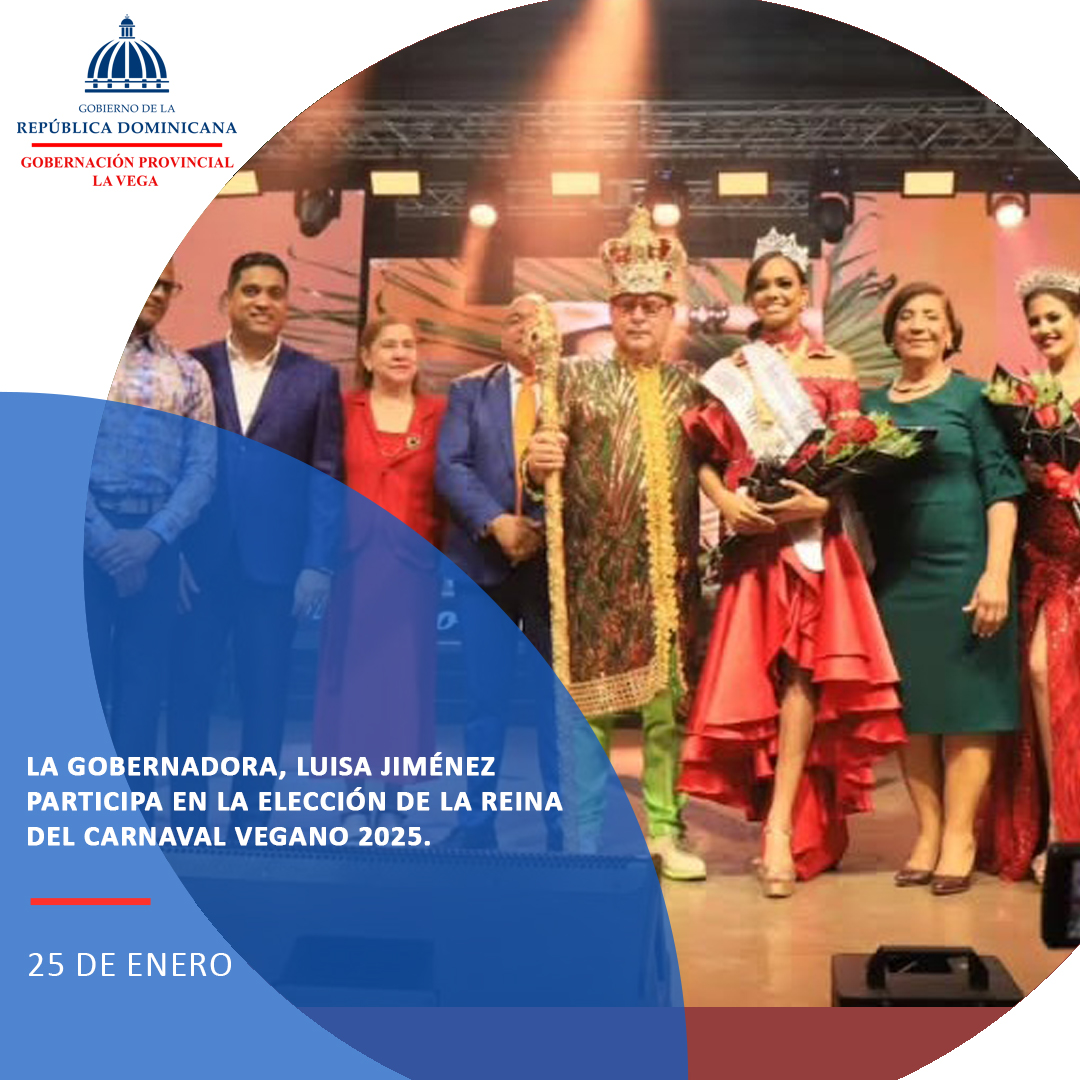 GOBIERNO DE LA
REPÚBLICA DOMINICANA
GOBERNACIÓN PROVINCIAL
LA VEGA
LA GOBERNADORA, LUISA JIMÉNEZ
PARTICIPA EN LA ELECCIÓN DE LA REINA
DEL CARNAVAL VEGANO 2025.
25 DE ENERO